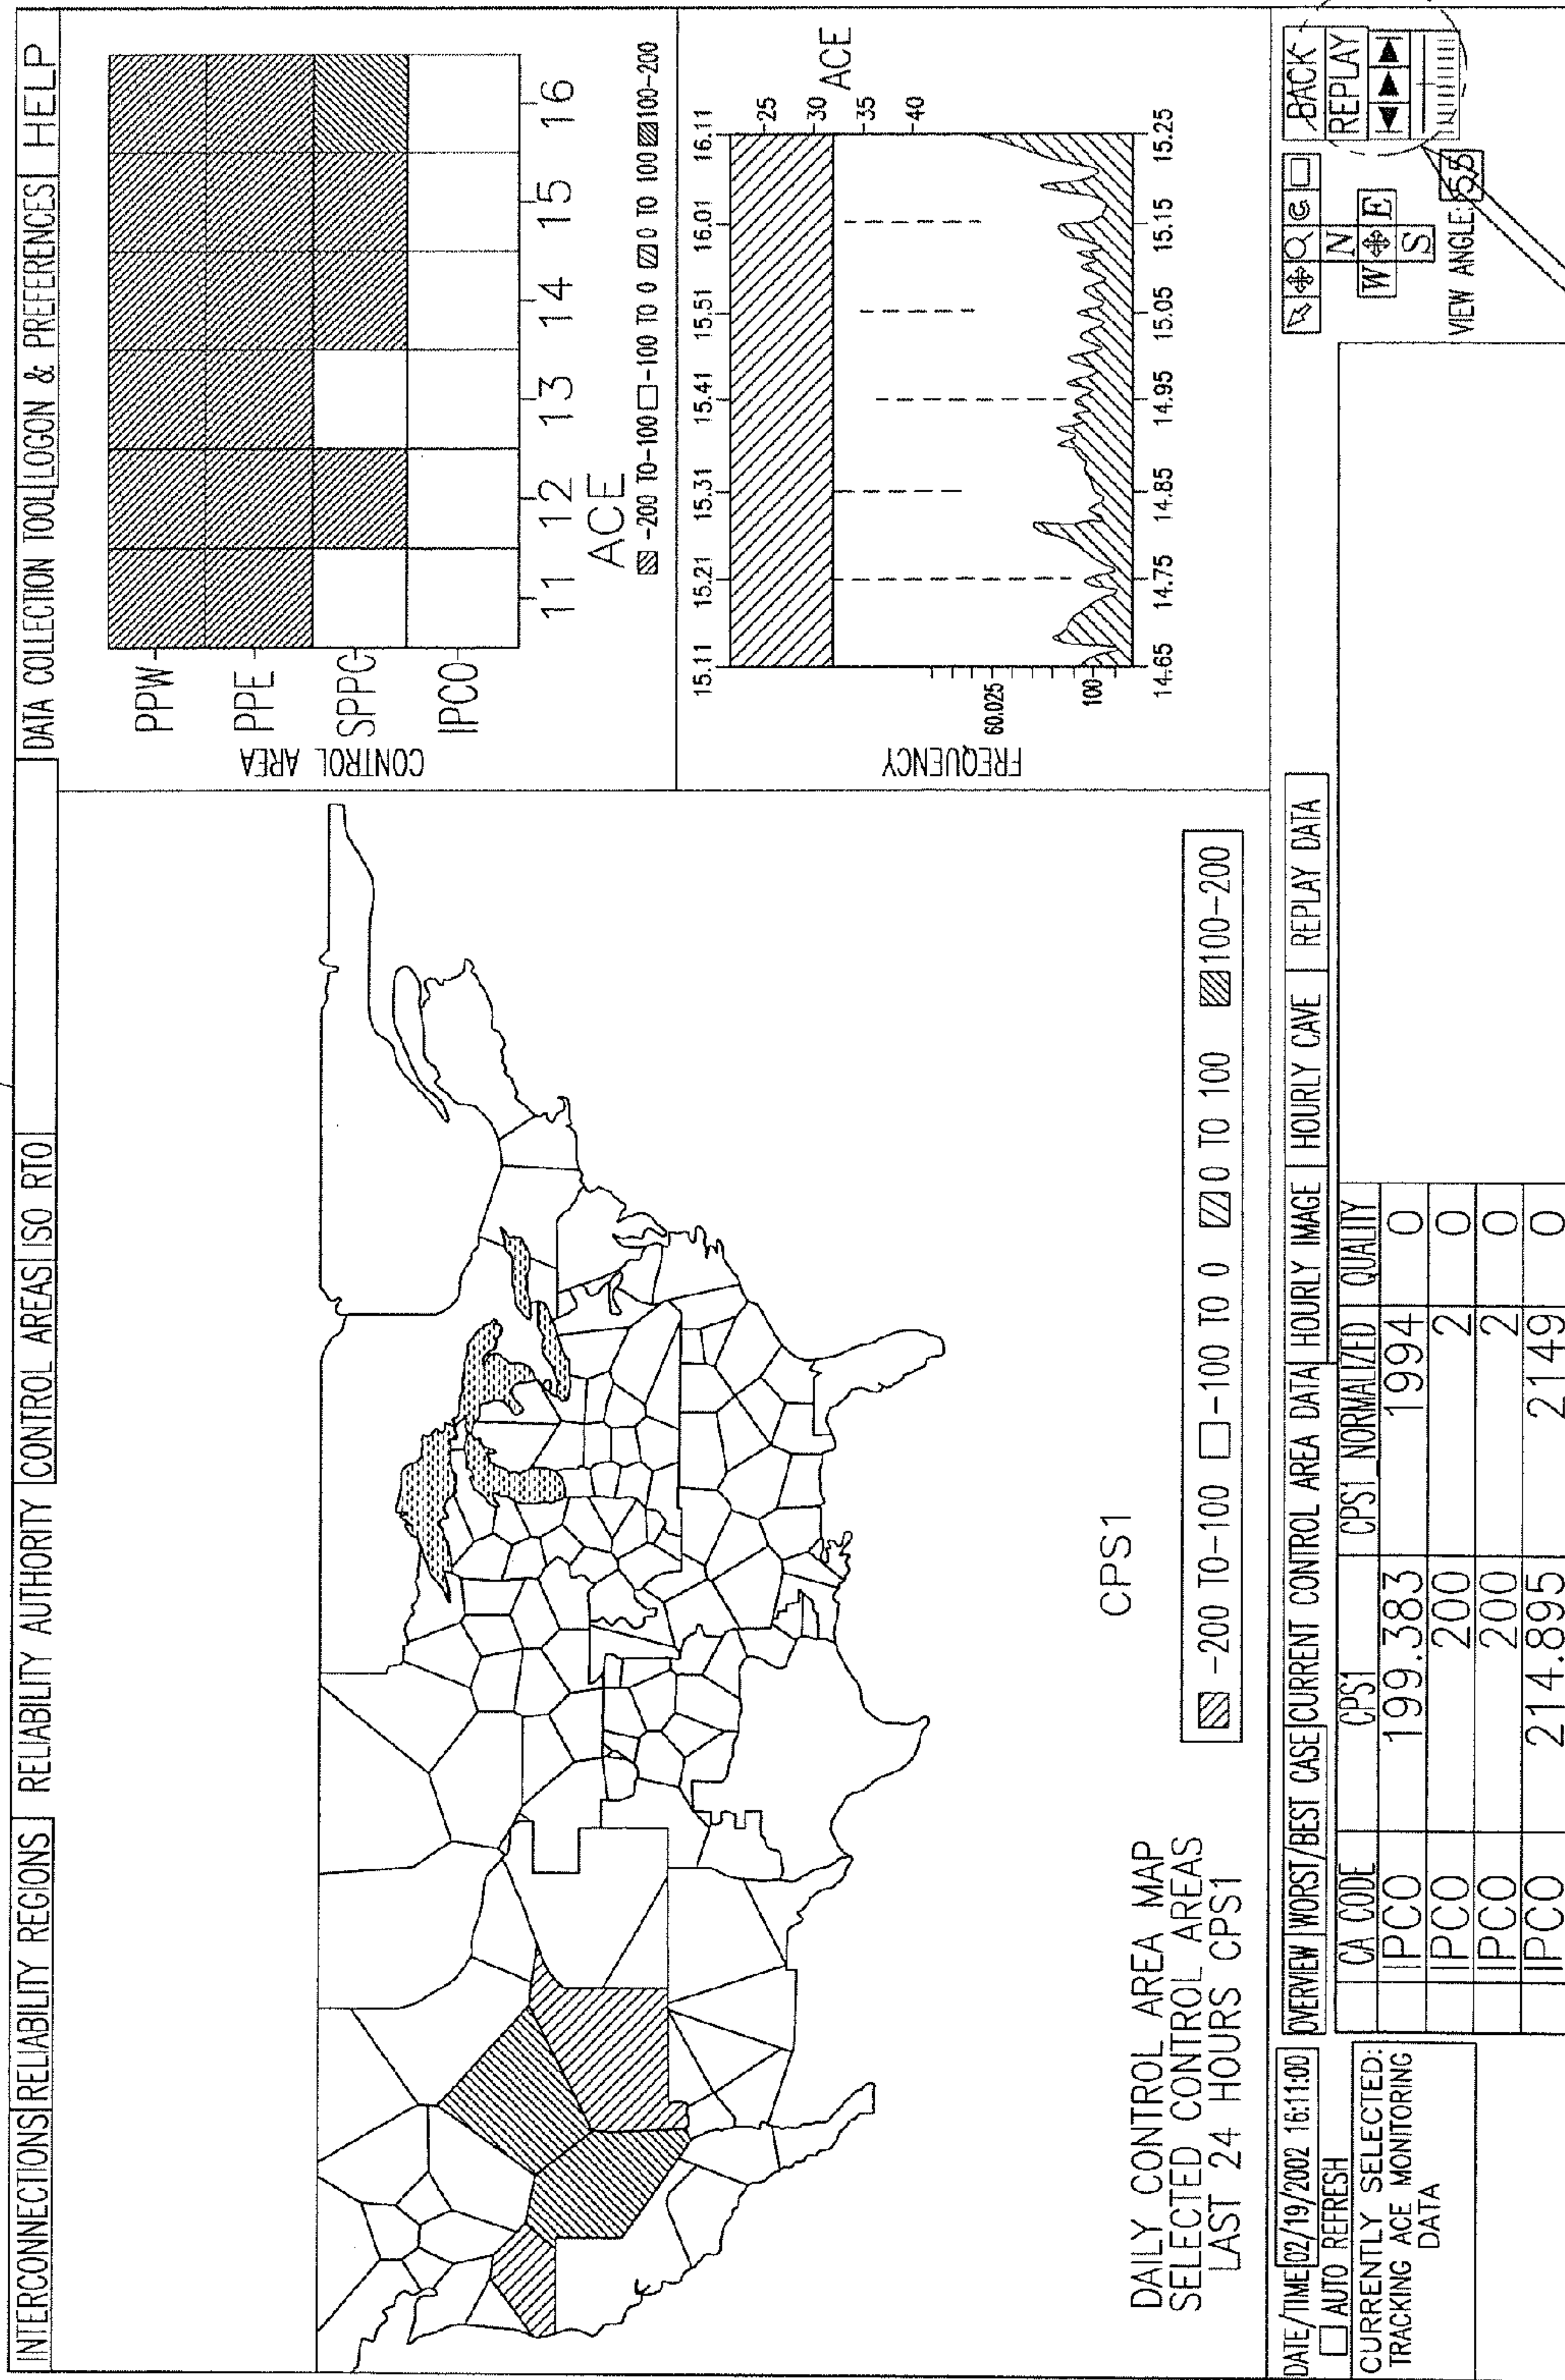 INTERCONNECTIONS RELIABILITY REGIONS RELIABILITY AUTHORITY CONTROL AREAS ISO RTO DATA COLLECTION TOOL LOGON & PREFERENCES HELP
DAILY CONTROL AREA MAP
SELECTED CONTROL AREAS
LAST 24 HOURS CPS1
CPS1
-200 TO-100 -100 TO 0 0 TO 100 100-200
CONTROL AREA
PPW
PPE
SPPC
IPCO
11 12 13 14 15 16
ACE
-200 TO-100 -100 TO 0 0 TO 100 100-200
15.11 15.21 15.31 15.41 15.51 16.01 16.11
FREQUENCY
60.025
100
25
30
35
40
ACE
14.65 14.75 14.85 14.95 15.05 15.15 15.25
DATE/TIME 02/19/2002 16:11:00
AUTO REFRESH
CURRENTLY SELECTED:
TRACKING ACE MONITORING
DATA
OVERVIEW WORST/BEST CASE CURRENT CONTROL AREA DATA HOURLY IMAGE HOURLY CAVE REPLAY DATA
CA CODE CPS1 CPS1_NORMALIZED QUALITY
IPCO 199.383 1994 0
IPCO 200 2 0
IPCO 200 2 0
IPCO 214.895 2149 0
N
W E
S
VIEW ANGLE: 55
BACK
REPLAY